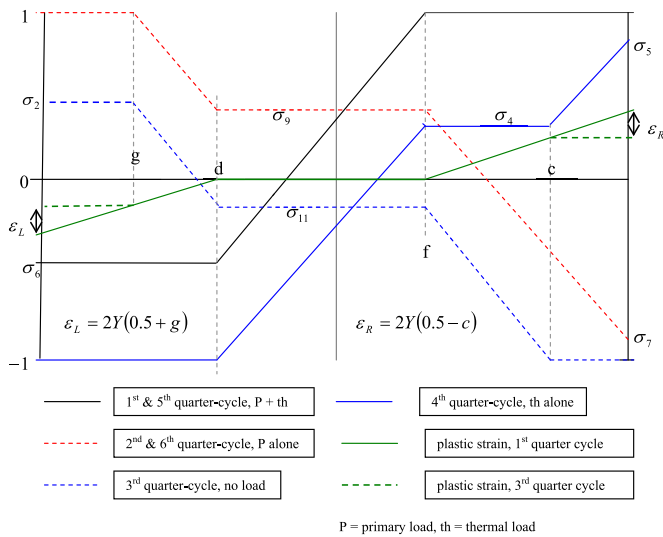 1
σ5
σ2
σ9
σ4
εR
g
d
c
0
εL
σ11
f
σ6
εL = 2Y(0.5 + g)
εR = 2Y(0.5 − c)
σ7
−1
1st & 5th quarter-cycle, P + th
4th quarter-cycle, th alone
2nd & 6th quarter-cycle, P alone
plastic strain, 1st quarter cycle
3rd quarter-cycle, no load
plastic strain, 3rd quarter cycle
P = primary load, th = thermal load